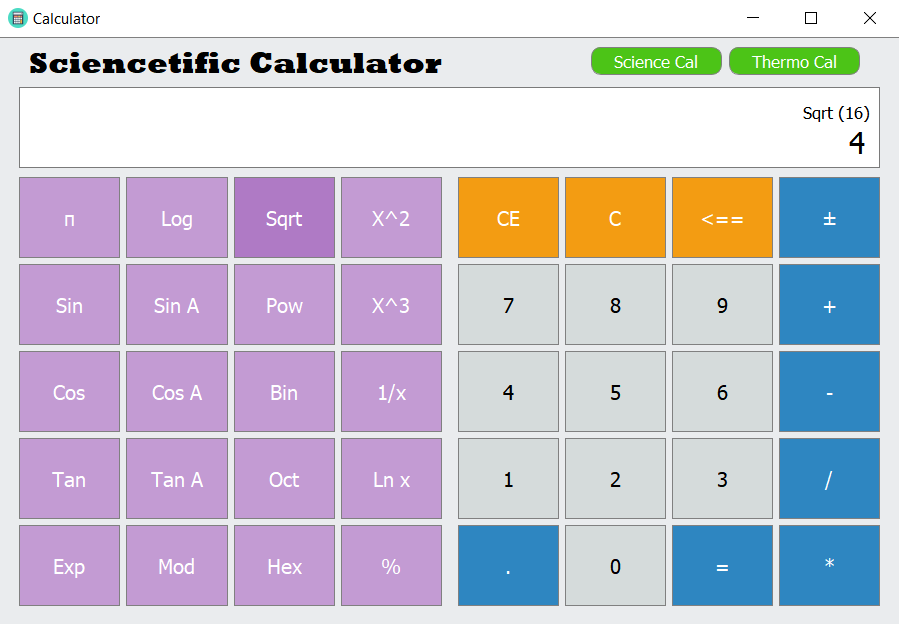 Calculator
Sciencetific Calculator Science Cal Thermo Cal
Sqrt (16)
4
п Log Sqrt X^2 CE C <== ±
Sin Sin A Pow X^3 7 8 9 +
Cos Cos A Bin 1/x 4 5 6 -
Tan Tan A Oct Ln x 1 2 3 /
Exp Mod Hex % . 0 = *